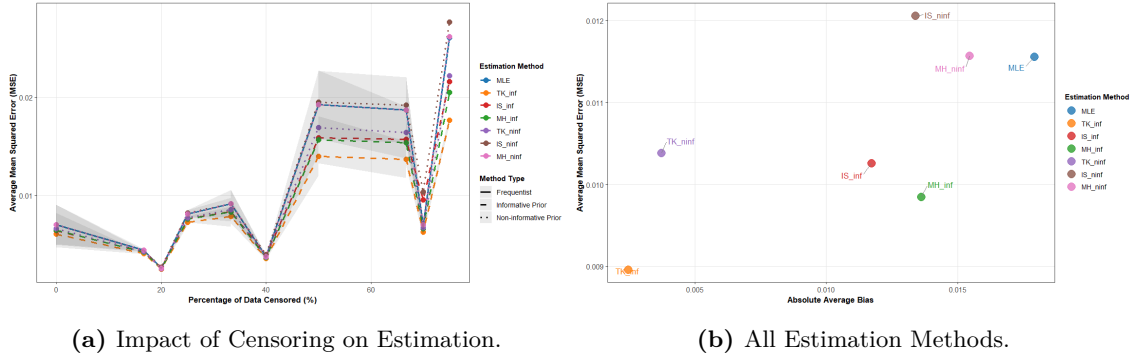 0.02
0.01
0
20
40
60
Average Mean Squared Error (MSE)
Percentage of Data Censored (%)
Estimation Method
MLE
TK_inf
IS_inf
MH_inf
TK_ninf
IS_ninf
MH_ninf
Method Type
Frequentist
Informative Prior
Non-informative Prior
(a) Impact of Censoring on Estimation.
0.012
0.011
0.010
0.009
0.005
0.010
0.015
Average Mean Squared Error (MSE)
Absolute Average Bias
IS_ninf
MH_ninf
MLE
TK_ninf
IS_inf
MH_inf
TK_inf
Estimation Method
MLE
TK_inf
IS_inf
MH_inf
TK_ninf
IS_ninf
MH_ninf
(b) All Estimation Methods.